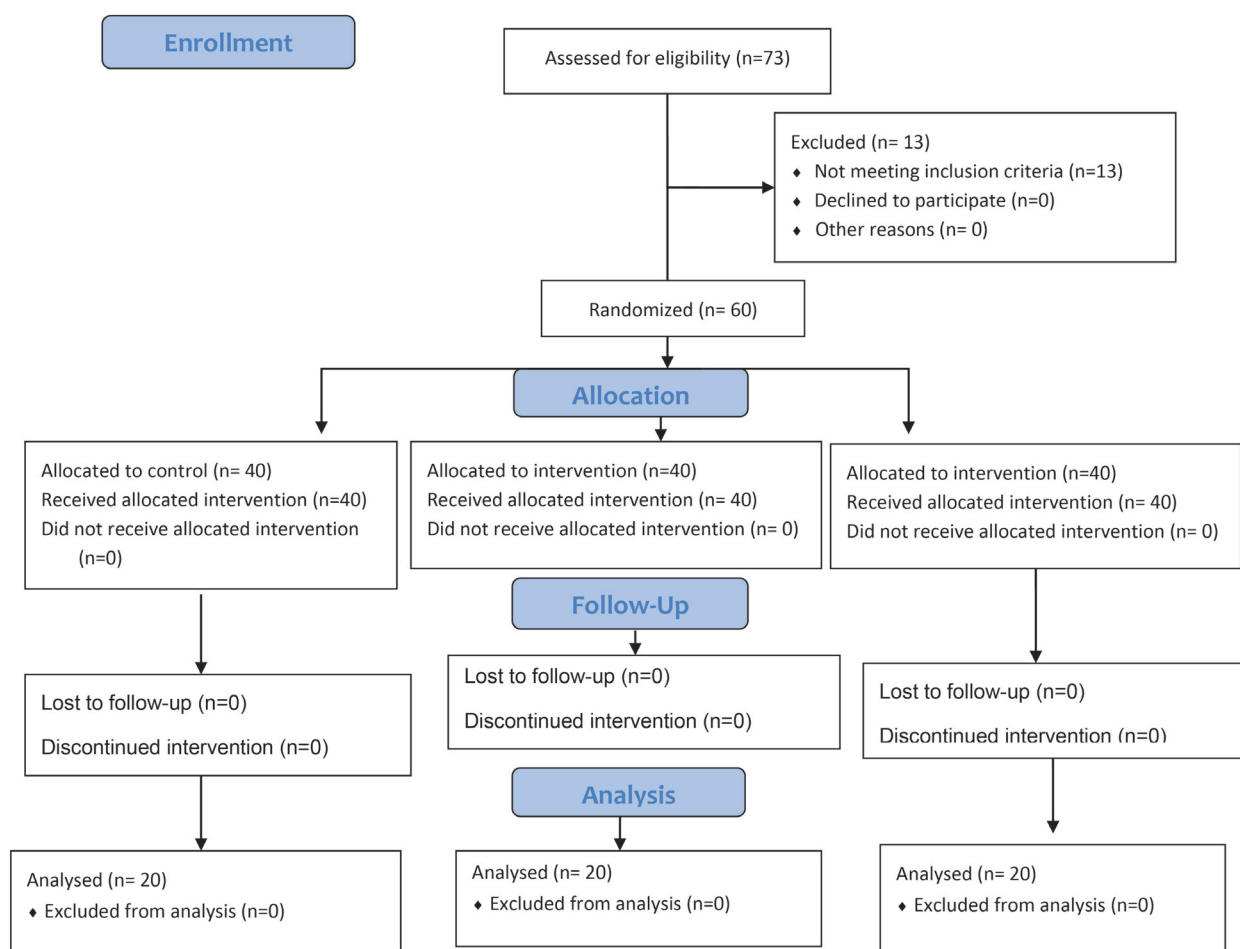 Enrollment
Assessed for eligibility (n=73)
Excluded (n= 13)
♦ Not meeting inclusion criteria (n=13)
♦ Declined to participate (n=0)
♦ Other reasons (n= 0)
Randomized (n= 60)
Allocation
Allocated to control (n= 40)
Received allocated intervention (n=40)
Did not receive allocated intervention
(n=0)
Allocated to intervention (n=40)
Received allocated intervention (n= 40)
Did not receive allocated intervention (n= 0)
Allocated to intervention (n=40)
Received allocated intervention (n= 40)
Did not receive allocated intervention (n= 0)
Follow-Up
Lost to follow-up (n=0)
Discontinued intervention (n=0)
Lost to follow-up (n=0)
Discontinued intervention (n=0)
Lost to follow-up (n=0)
Discontinued intervention (n=0)
Analysis
Analysed (n= 20)
♦ Excluded from analysis (n=0)
Analysed (n= 20)
♦ Excluded from analysis (n=0)
Analysed (n= 20)
♦ Excluded from analysis (n=0)